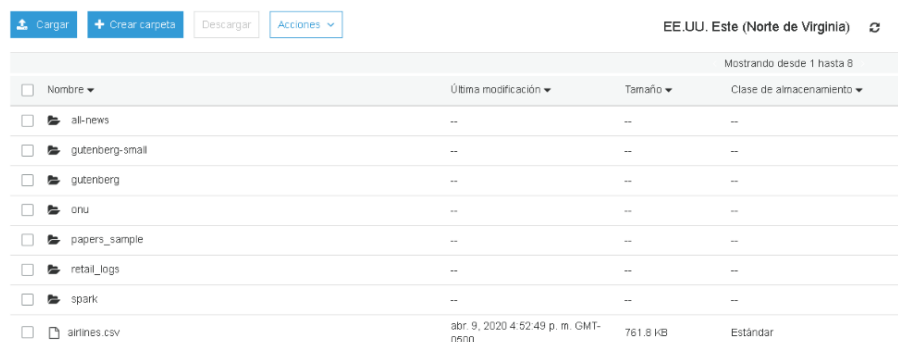 Cargar Crear carpeta Descargar Acciones EE.UU. Este (Norte de Virginia)
Mostrando desde 1 hasta 8
Nombre Última modificación Tamaño Clase de almacenamiento
all-news -- -- --
gutenberg-small -- -- --
gutenberg -- -- --
onu -- -- --
papers_sample -- -- --
retail_logs -- -- --
spark -- -- --
airlines.csv abr. 9, 2020 4:52:49 p. m. GMT- 761.8 KB Estándar
0500